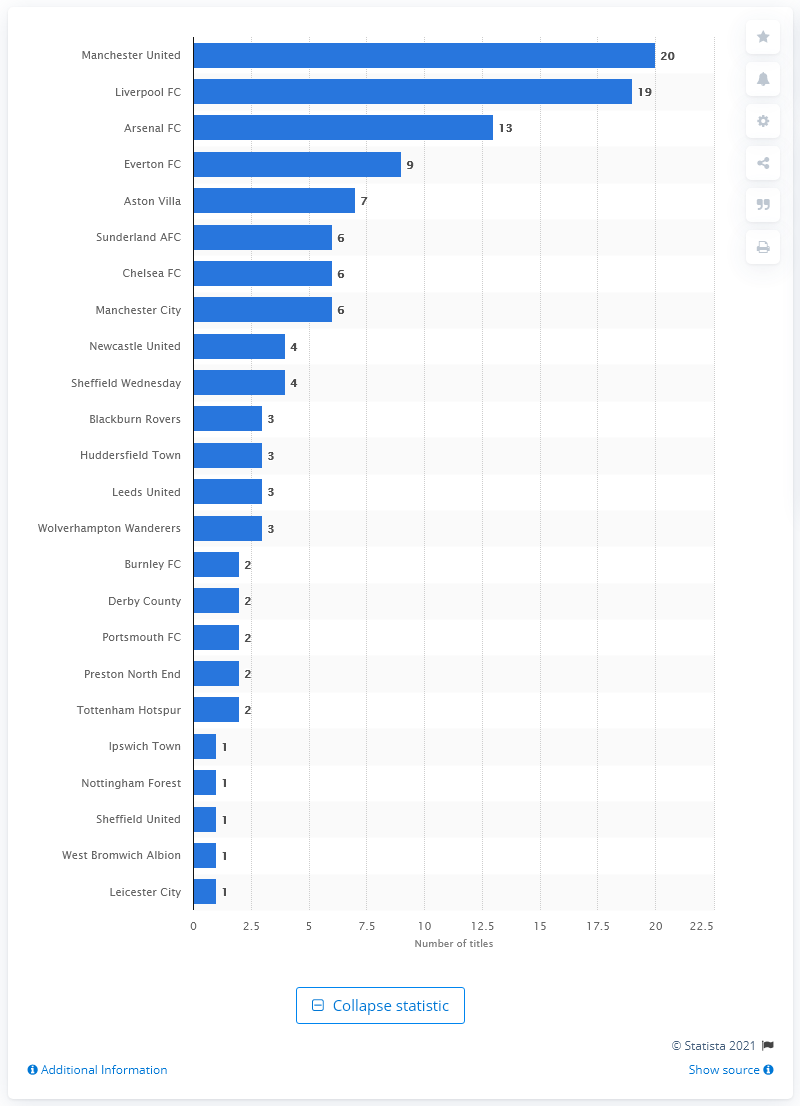 Manchester United 20
Liverpool FC 19
Arsenal FC 13
Everton FC 9
Aston Villa 7
Sunderland AFC 6
Chelsea FC 6
Manchester City 6
Newcastle United 4
Sheffield Wednesday 4
Blackburn Rovers 3
Huddersfield Town 3
Leeds United 3
Wolverhampton Wanderers 3
Burnley FC 2
Derby County 2
Portsmouth FC 2
Preston North End 2
Tottenham Hotspur 2
Ipswich Town 1
Nottingham Forest 1
Sheffield United 1
West Bromwich Albion 1
Leicester City 1
0 2.5 5 7.5 10 12.5 15 17.5 20 22.5
Number of titles
Collapse statistic
© Statista 2021
Additional Information Show source